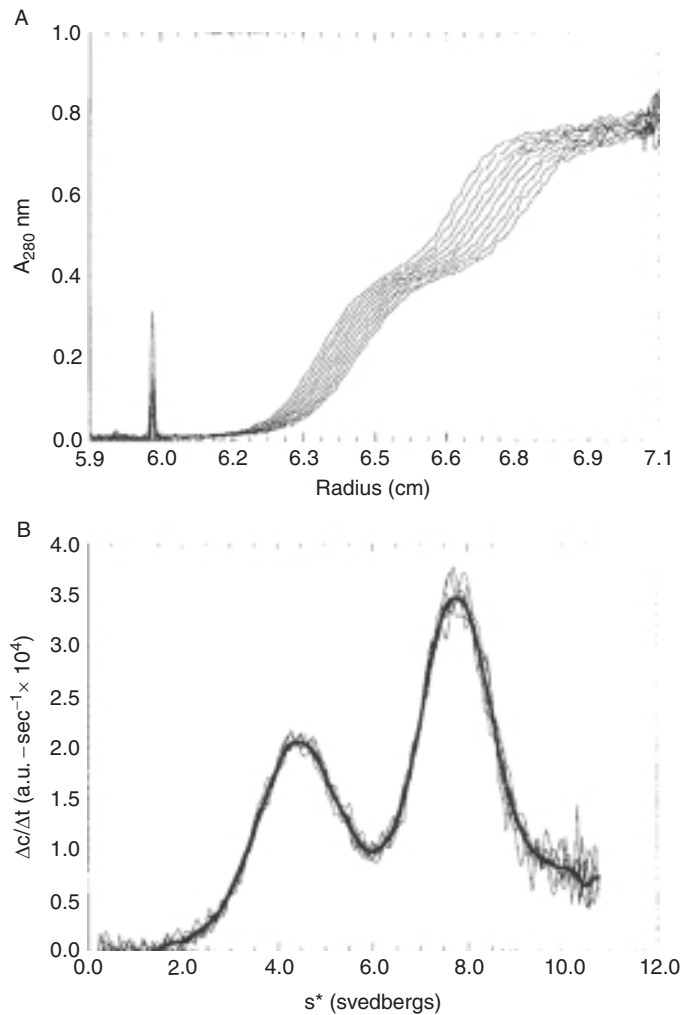 A
1.0
0.8
0.6
0.4
0.2
0.0
A₂₈₀ nm
5.9 6.0 6.2 6.3 6.5 6.6 6.8 6.9 7.1
Radius (cm)
B
4.0
3.5
3.0
2.5
2.0
1.5
1.0
0.5
0.0
Δc/Δt (a.u. – sec⁻¹ × 10⁴)
0.0 2.0 4.0 6.0 8.0 10.0 12.0
s* (svedbergs)